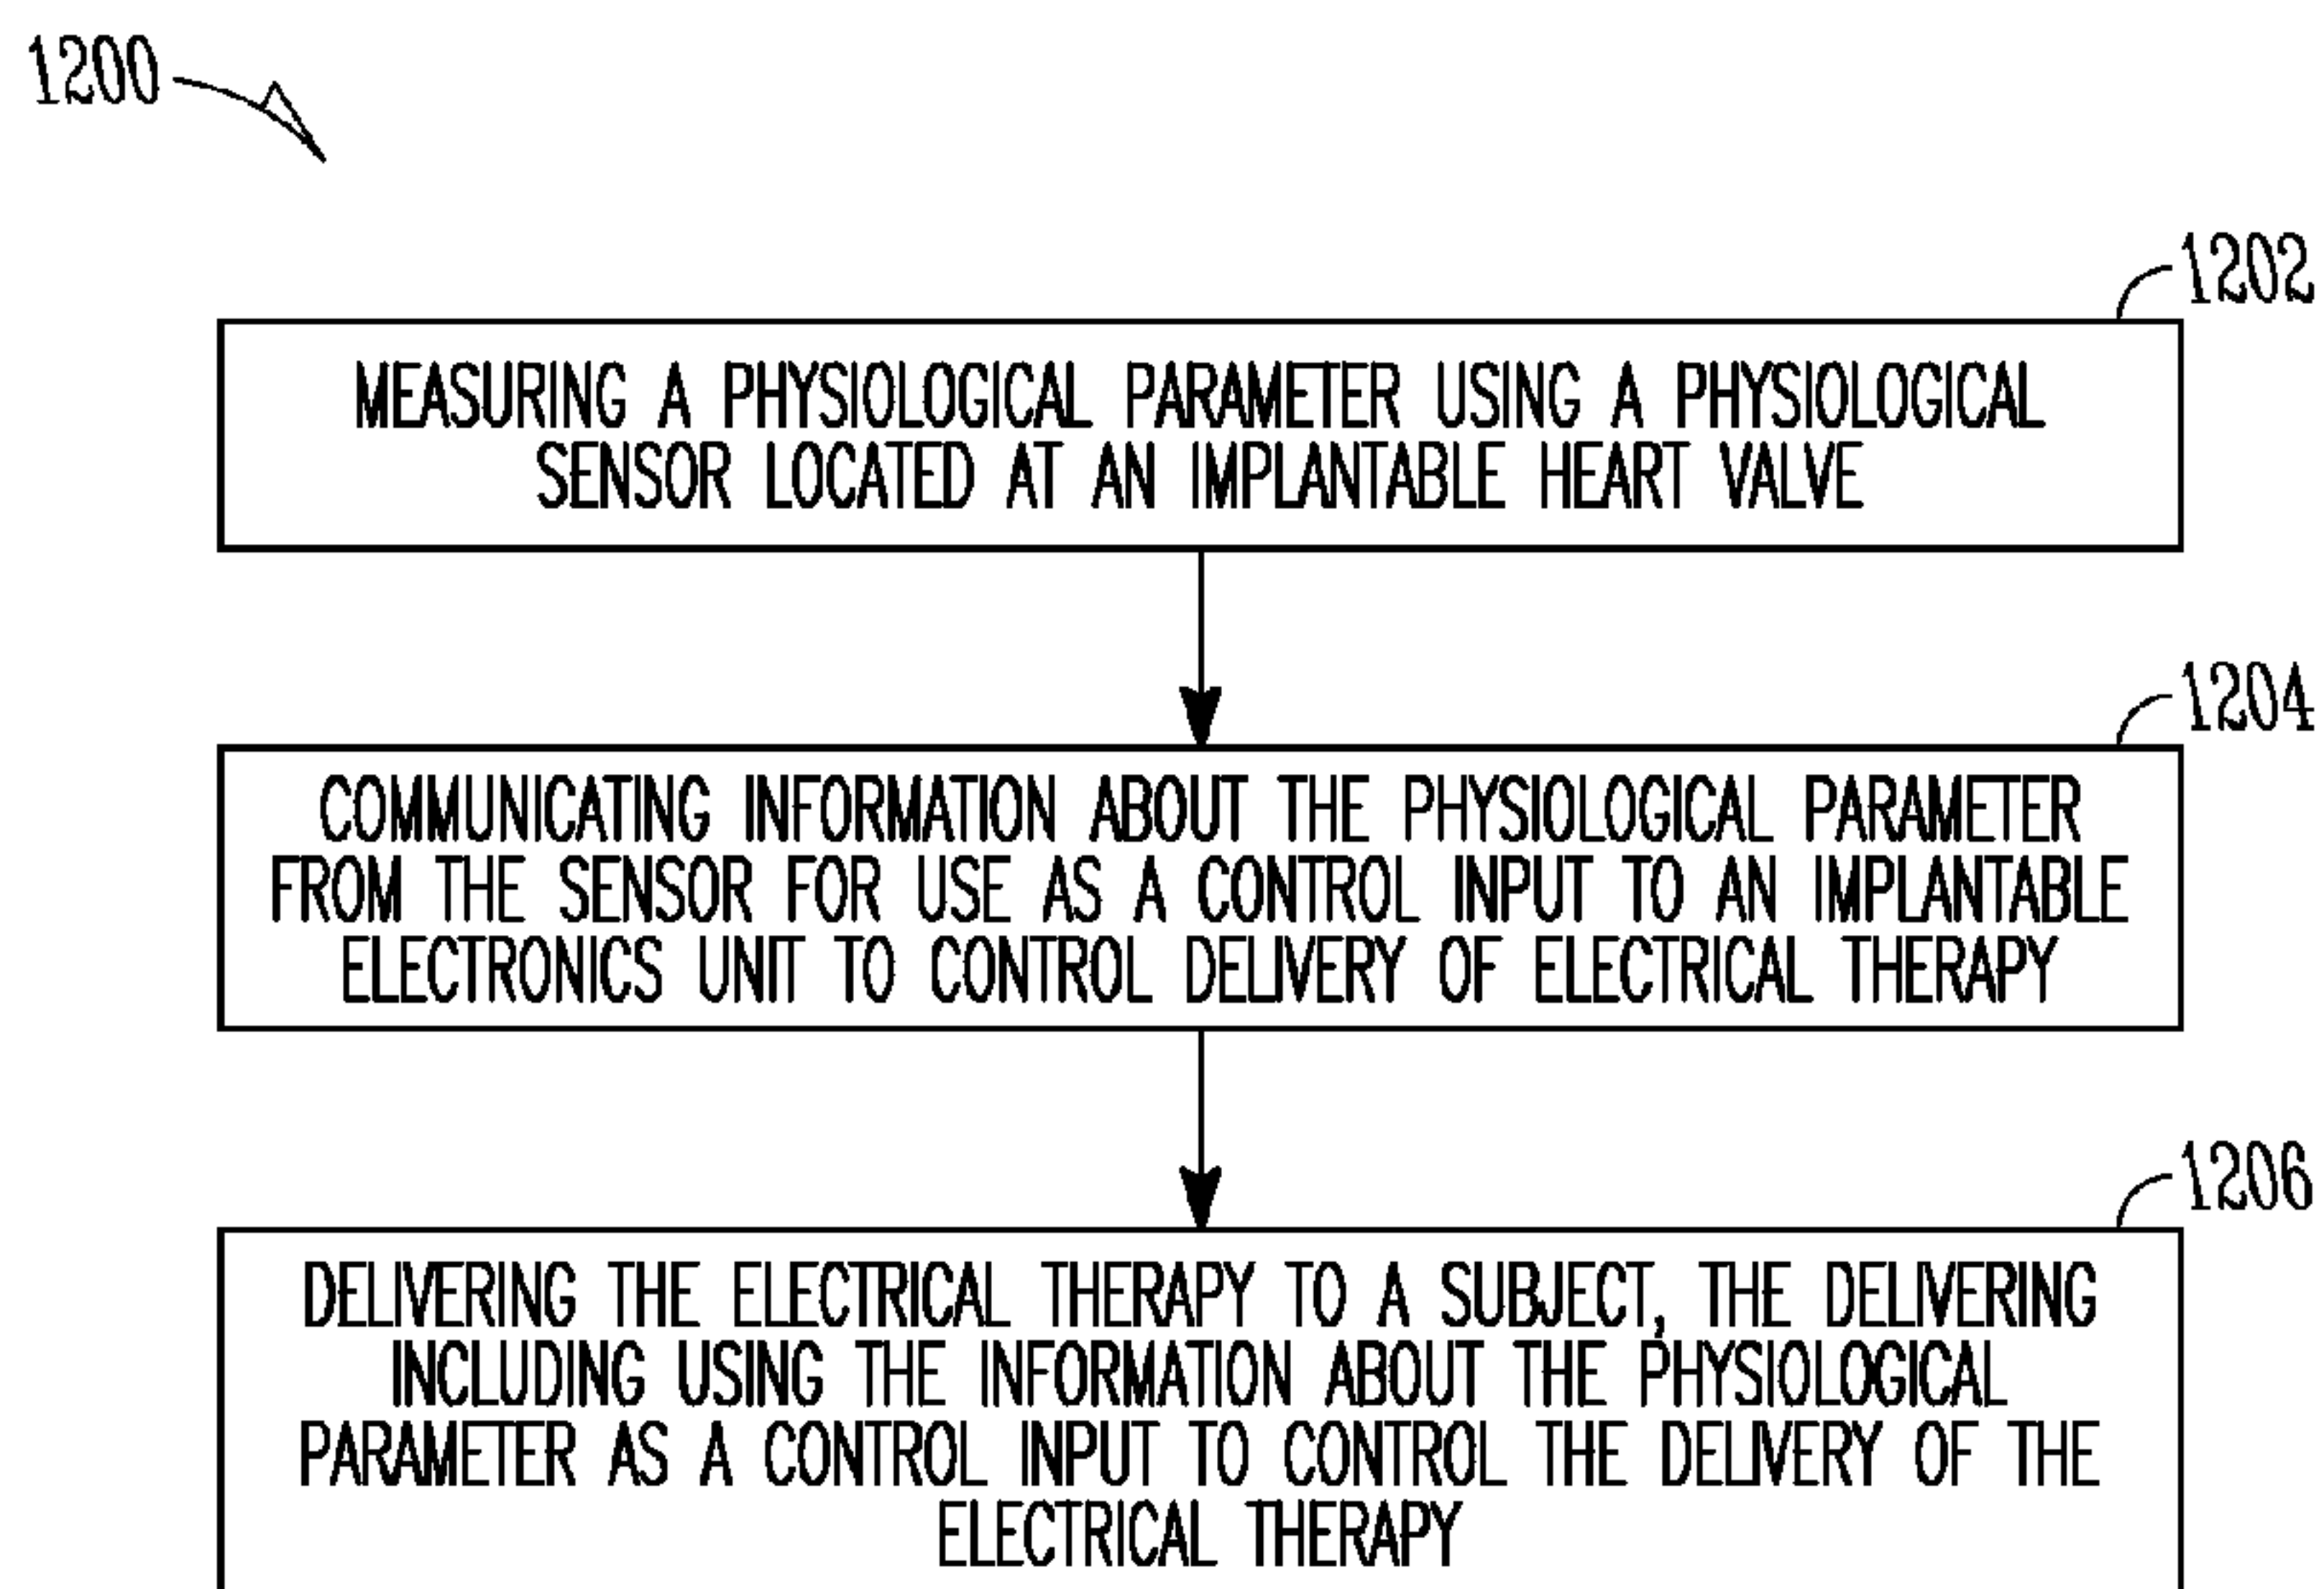 1200
1202
MEASURING A PHYSIOLOGICAL PARAMETER USING A PHYSIOLOGICAL
SENSOR LOCATED AT AN IMPLANTABLE HEART VALVE
1204
COMMUNICATING INFORMATION ABOUT THE PHYSIOLOGICAL PARAMETER
FROM THE SENSOR FOR USE AS A CONTROL INPUT TO AN IMPLANTABLE
ELECTRONICS UNIT TO CONTROL DELIVERY OF ELECTRICAL THERAPY
1206
DELIVERING THE ELECTRICAL THERAPY TO A SUBJECT, THE DELIVERING
INCLUDING USING THE INFORMATION ABOUT THE PHYSIOLOGICAL
PARAMETER AS A CONTROL INPUT TO CONTROL THE DELIVERY OF THE
ELECTRICAL THERAPY